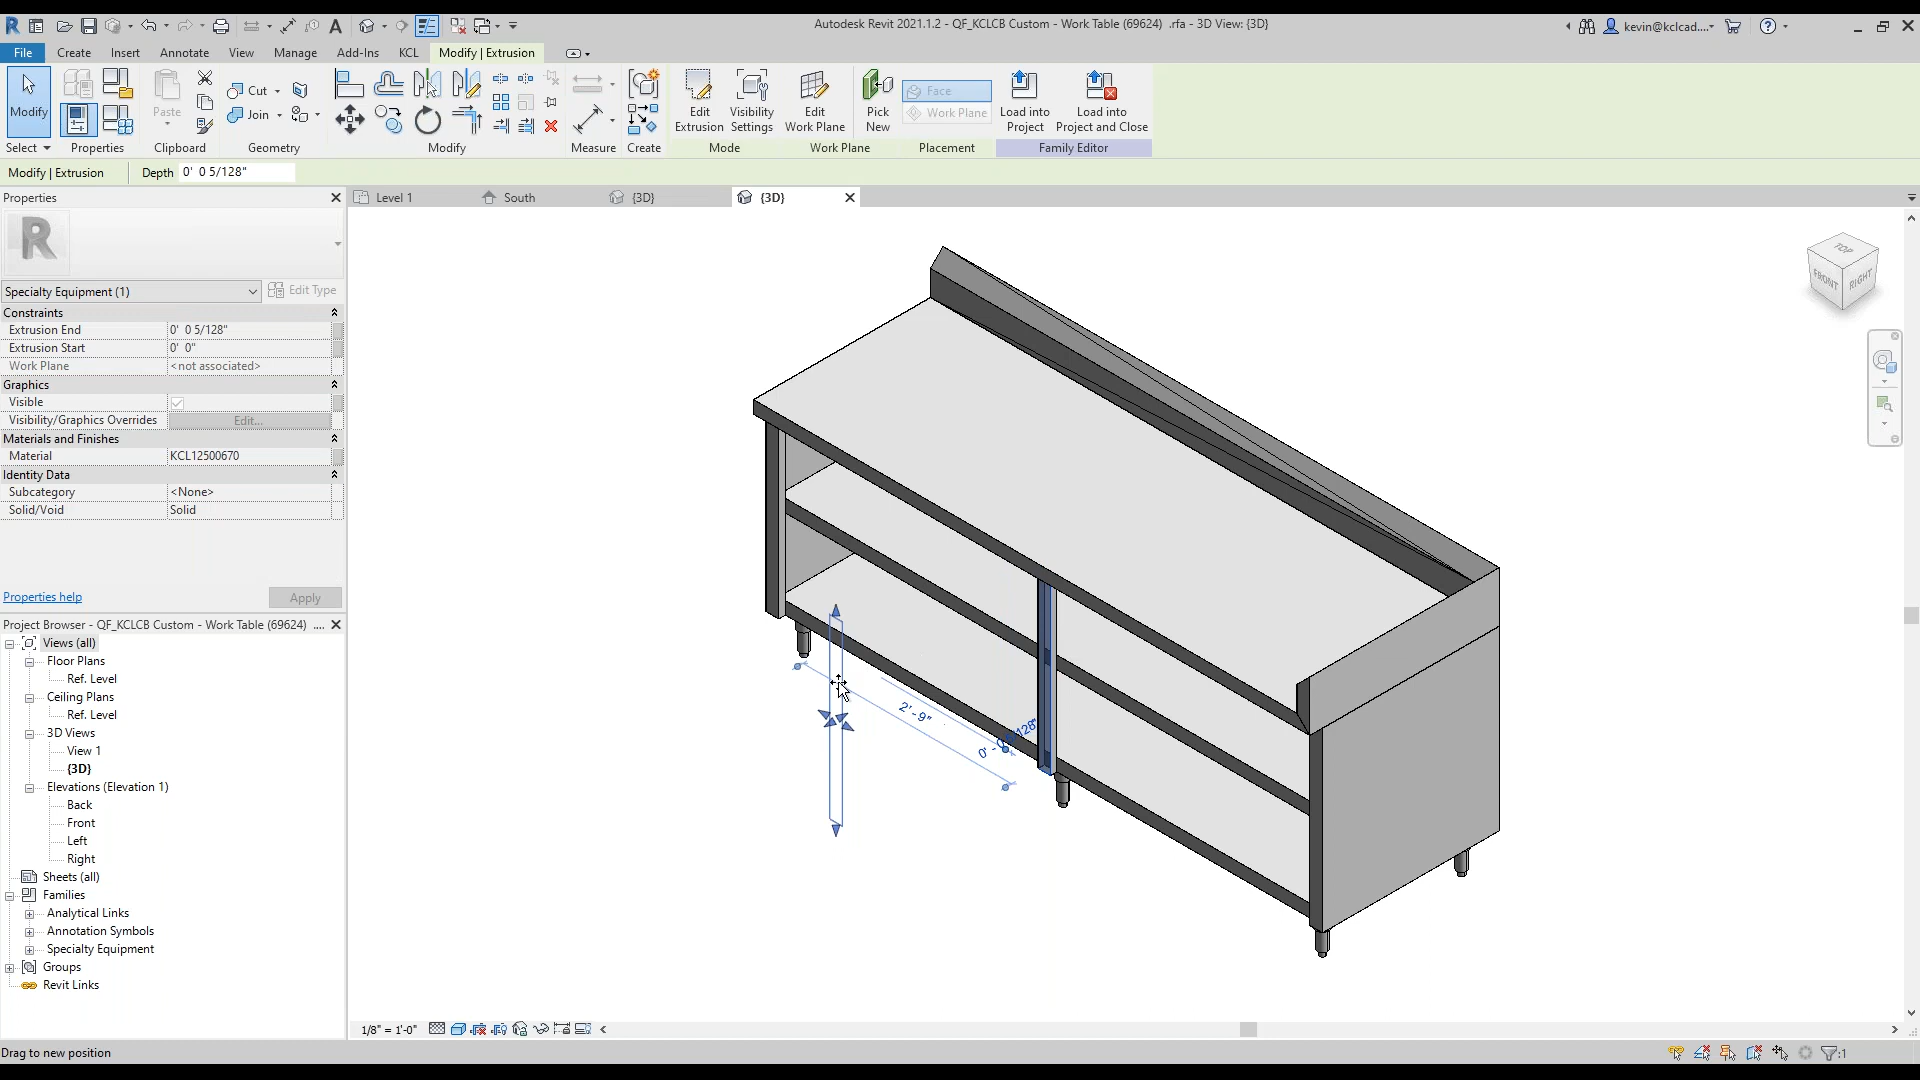 Autodesk Revit 2021.1.2 - QF_KCLCB Custom - Work Table (69624) .rfa - 3D View: {3D}
kevin@kclcad....
File Create Insert Annotate View Manage Add-Ins KCL Modify | Extrusion
Modify
Paste
Cut
Join
Edit Extrusion
Visibility Settings
Edit Work Plane
Pick New
Face
Work Plane
Load into Project
Load into Project and Close
Select Properties Clipboard Geometry Modify Measure Create Mode Work Plane Placement Family Editor
Modify | Extrusion Depth 0' 0 5/128"
Properties
Level 1 South {3D} {3D}
R
Specialty Equipment (1) Edit Type
Constraints
Extrusion End 0' 0 5/128"
Extrusion Start 0' 0"
Work Plane <not associated>
Graphics
Visible
Visibility/Graphics Overrides Edit...
Materials and Finishes
Material KCL12500670
Identity Data
Subcategory <None>
Solid/Void Solid
Properties help Apply
Project Browser - QF_KCLCB Custom - Work Table (69624) ....
Views (all)
Floor Plans
Ref. Level
Ceiling Plans
Ref. Level
3D Views
View 1
{3D}
Elevations (Elevation 1)
Back
Front
Left
Right
Sheets (all)
Families
Analytical Links
Annotation Symbols
Specialty Equipment
Groups
Revit Links
TOP
FRONT RIGHT
2' - 9"
1/8" = 1'-0"
Drag to new position
:1